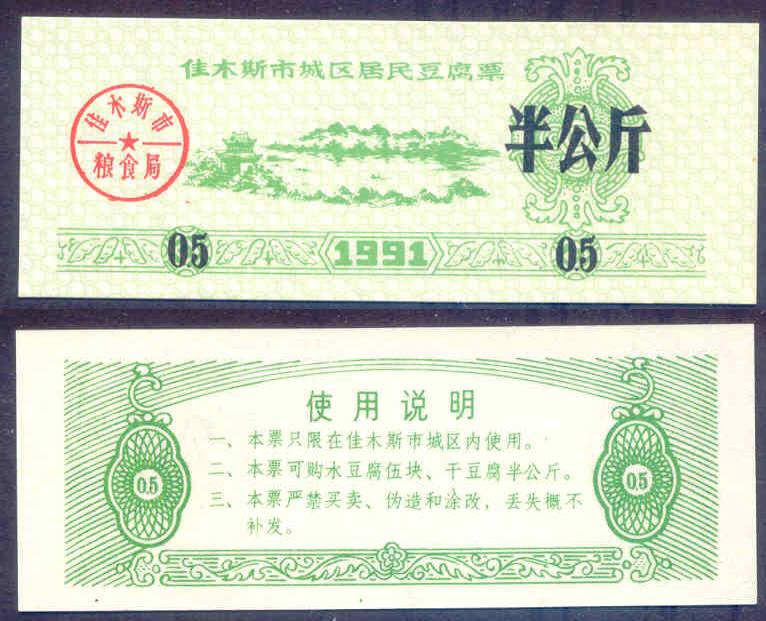 佳木斯市城区居民豆腐票
佳木斯市
粮食局
半公斤
05
1991
05
使用说明
一、本票只限在佳木斯市城区内使用。
二、本票可购水豆腐伍块、干豆腐半公斤。
三、本票严禁买卖、伪造和涂改，丢失概不
补发。
0.5
0.5